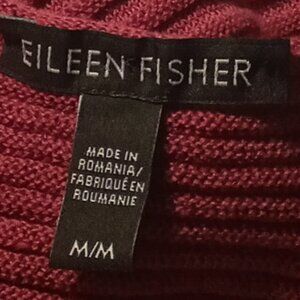 EILEEN FISHER
MADE IN
ROMANIA/
FABRIQUÉ EN
ROUMANIE
M/M